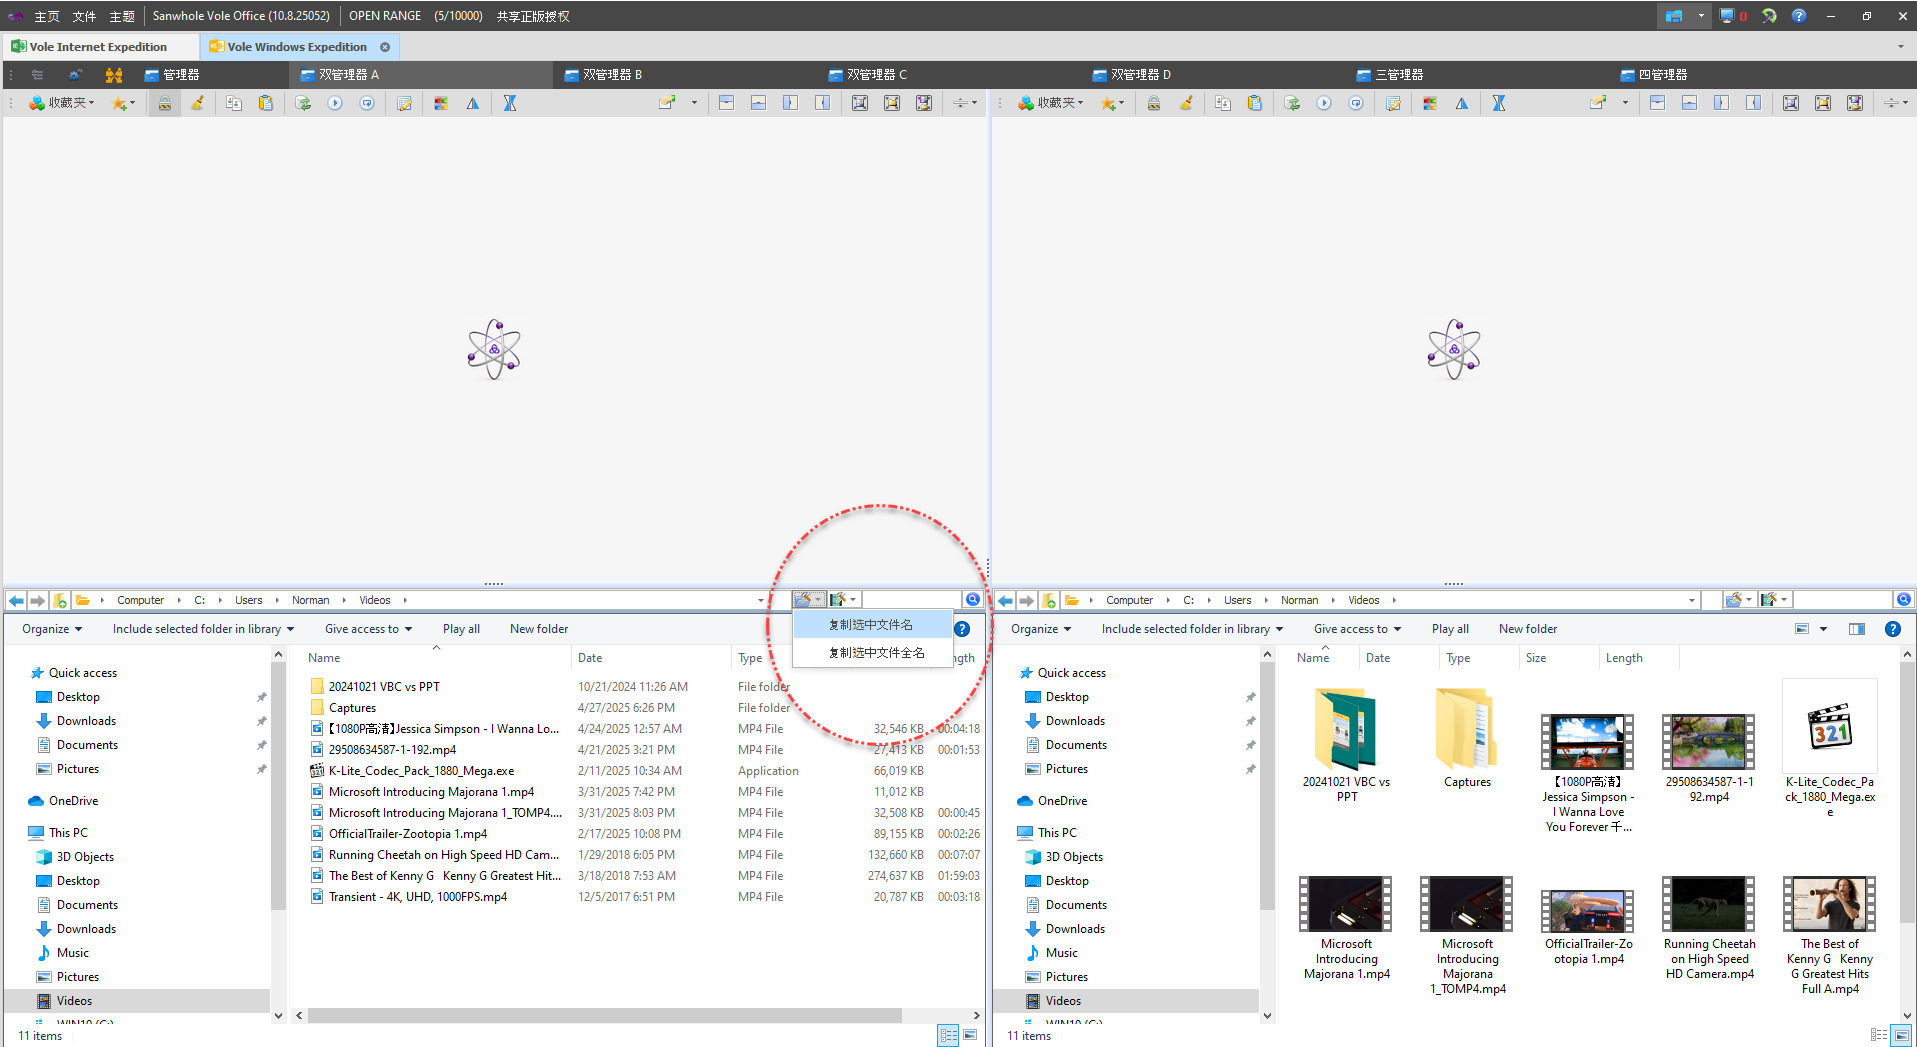 主页 文件 主题 Sanwhole Vole Office (10.8.25052) OPEN RANGE (5/10000) 共享正版授权 0
Vole Internet Expedition Vole Windows Expedition
管理器 双管理器 A 双管理器 B 双管理器 C 双管理器 D 三管理器 四管理器
收藏夹 收藏夹
Computer C: Users Norman Videos
复制选中文件名
复制选中文件全名
Organize Include selected folder in library Give access to Play all New folder
Name Date Type ngth
Quick access
Desktop
Downloads
Documents
Pictures
OneDrive
This PC
3D Objects
Desktop
Documents
Downloads
Music
Pictures
Videos
WIN10 (C:)
20241021 VBC vs PPT 10/21/2024 11:26 AM File folder
Captures 4/27/2025 6:26 PM File folder
【1080P高清】Jessica Simpson - I Wanna Lo... 4/24/2025 12:57 AM MP4 File 32,546 KB 00:04:18
29508634587-1-192.mp4 4/21/2025 3:21 PM MP4 File 27,413 KB 00:01:53
K-Lite_Codec_Pack_1880_Mega.exe 2/11/2025 10:34 AM Application 66,019 KB
Microsoft Introducing Majorana 1.mp4 3/31/2025 7:42 PM MP4 File 11,012 KB
Microsoft Introducing Majorana 1_TOMP4.... 3/31/2025 8:03 PM MP4 File 32,508 KB 00:00:45
OfficialTrailer-Zootopia 1.mp4 2/17/2025 10:08 PM MP4 File 89,155 KB 00:02:26
Running Cheetah on High Speed HD Cam... 1/29/2018 6:05 PM MP4 File 132,660 KB 00:07:07
The Best of Kenny G Kenny G Greatest Hit... 3/18/2018 7:53 AM MP4 File 274,637 KB 01:59:03
Transient - 4K, UHD, 1000FPS.mp4 12/5/2017 6:51 PM MP4 File 20,787 KB 00:03:18
11 items
Computer C: Users Norman Videos
Organize Include selected folder in library Give access to Play all New folder
Name Date Type Size Length
Quick access
Desktop
Downloads
Documents
Pictures
OneDrive
This PC
3D Objects
Desktop
Documents
Downloads
Music
Pictures
Videos
WIN10 (C:)
20241021 VBC vs
PPT
Captures
【1080P高清】
Jessica Simpson -
I Wanna Love
You Forever 千...
29508634587-1-1
92.mp4
321
K-Lite_Codec_Pa
ck_1880_Mega.ex
e
Microsoft
Introducing
Majorana 1.mp4
Microsoft
Introducing
Majorana
1_TOMP4.mp4
OfficialTrailer-Zo
otopia 1.mp4
Running Cheetah
on High Speed
HD Camera.mp4
The Best of
Kenny G Kenny
G Greatest Hits
Full A.mp4
11 items